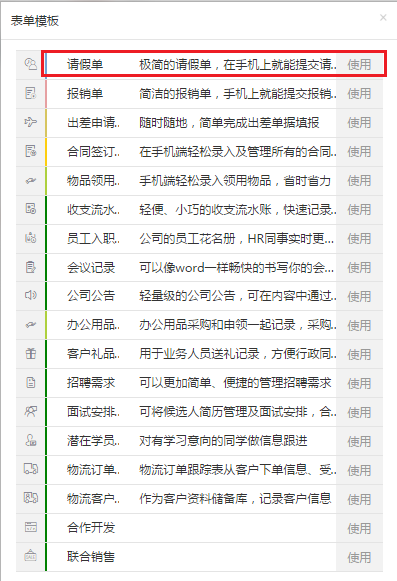 表单模板
×
请假单 极简的请假单，在手机上就能提交请.. 使用
报销单 简洁的报销单，手机上就能提交报销.. 使用
出差申请.. 随时随地，简单完成出差单据填报 使用
合同签订.. 在手机端轻松录入及管理所有的合同.. 使用
物品领用.. 手机端轻松录入领用物品，省时省力 使用
收支流水.. 轻便、小巧的收支流水账，快速记录.. 使用
员工入职.. 公司的员工花名册，HR同事实时更... 使用
会议记录 可以像word一样畅快的书写你的会... 使用
公司公告 轻量级的公司公告，可在内容中通过.. 使用
办公用品.. 办公用品采购和申领一起记录，采购.. 使用
客户礼品.. 用于业务人员送礼记录，方便行政同.. 使用
招聘需求 可以更加简单、便捷的管理招聘需求 使用
面试安排.. 可将候选人简历管理及面试安排，合.. 使用
潜在学员.. 对有学习意向的同学做信息跟进 使用
物流订单.. 物流订单跟踪表从客户下单信息、受.. 使用
物流客户.. 作为客户资料储备库，记录客户信息 使用
合作开发 使用
联合销售 使用